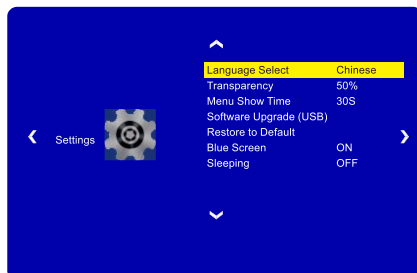 Settings
Language Select Chinese
Transparency 50%
Menu Show Time 30S
Software Upgrade (USB)
Restore to Default
Blue Screen ON
Sleeping OFF